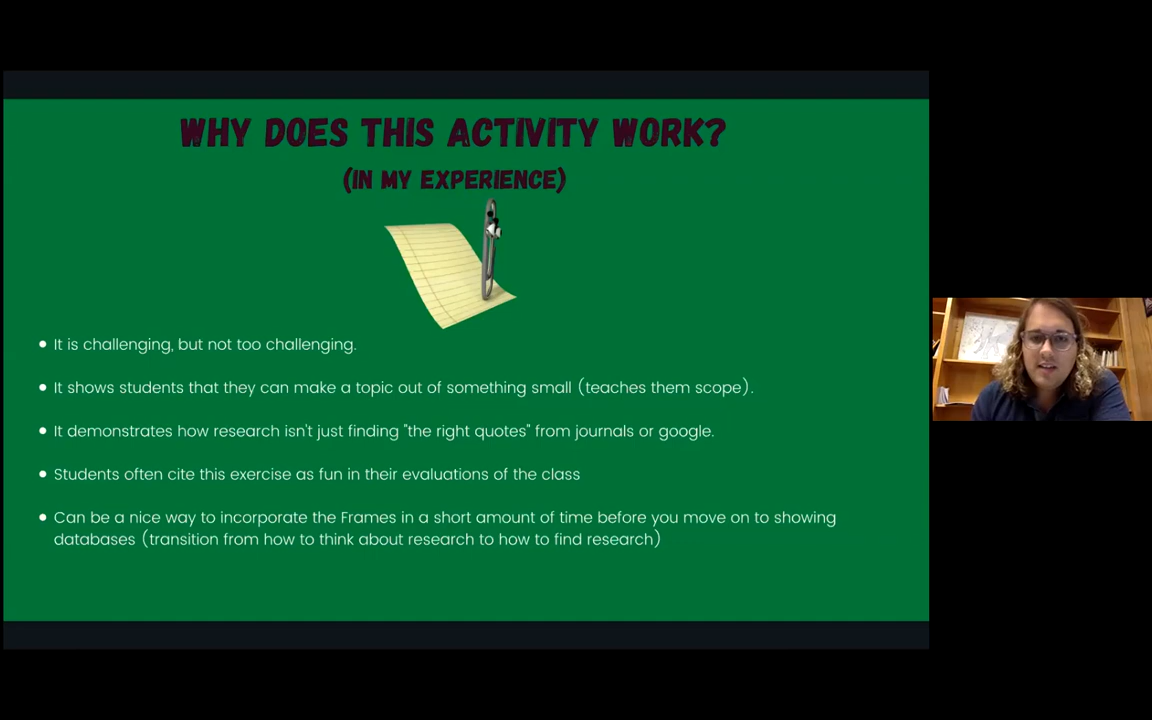 WHY DOES THIS ACTIVITY WORK?
(IN MY EXPERIENCE)
• It is challenging, but not too challenging.
• It shows students that they can make a topic out of something small (teaches them scope).
• It demonstrates how research isn't just finding "the right quotes" from journals or google.
• Students often cite this exercise as fun in their evaluations of the class
• Can be a nice way to incorporate the Frames in a short amount of time before you move on to showing
databases (transition from how to think about research to how to find research)